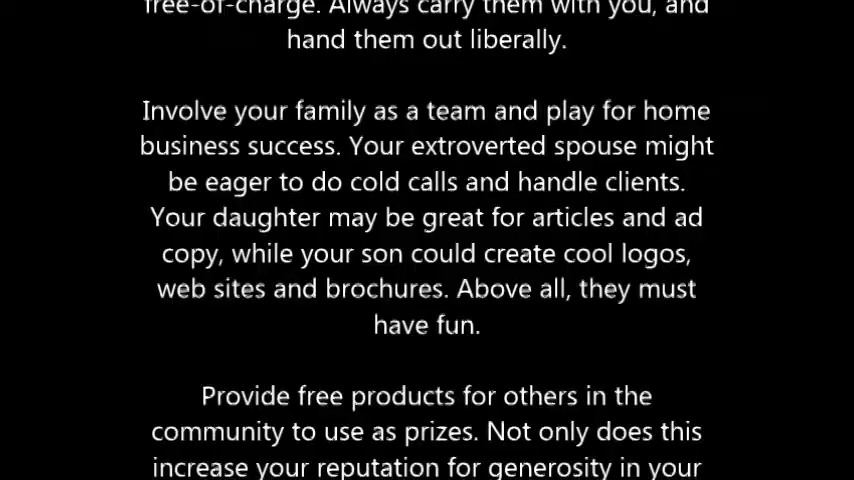 free-of-charge. Always carry them with you, and
hand them out liberally.
Involve your family as a team and play for home
business success. Your extroverted spouse might
be eager to do cold calls and handle clients.
Your daughter may be great for articles and ad
copy, while your son could create cool logos,
web sites and brochures. Above all, they must
have fun.
Provide free products for others in the
community to use as prizes. Not only does this
increase your reputation for generosity in your